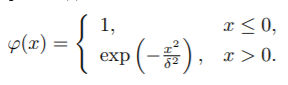 φ(x) = { 1, x ≤ 0,
exp(−x²/δ²), x > 0.